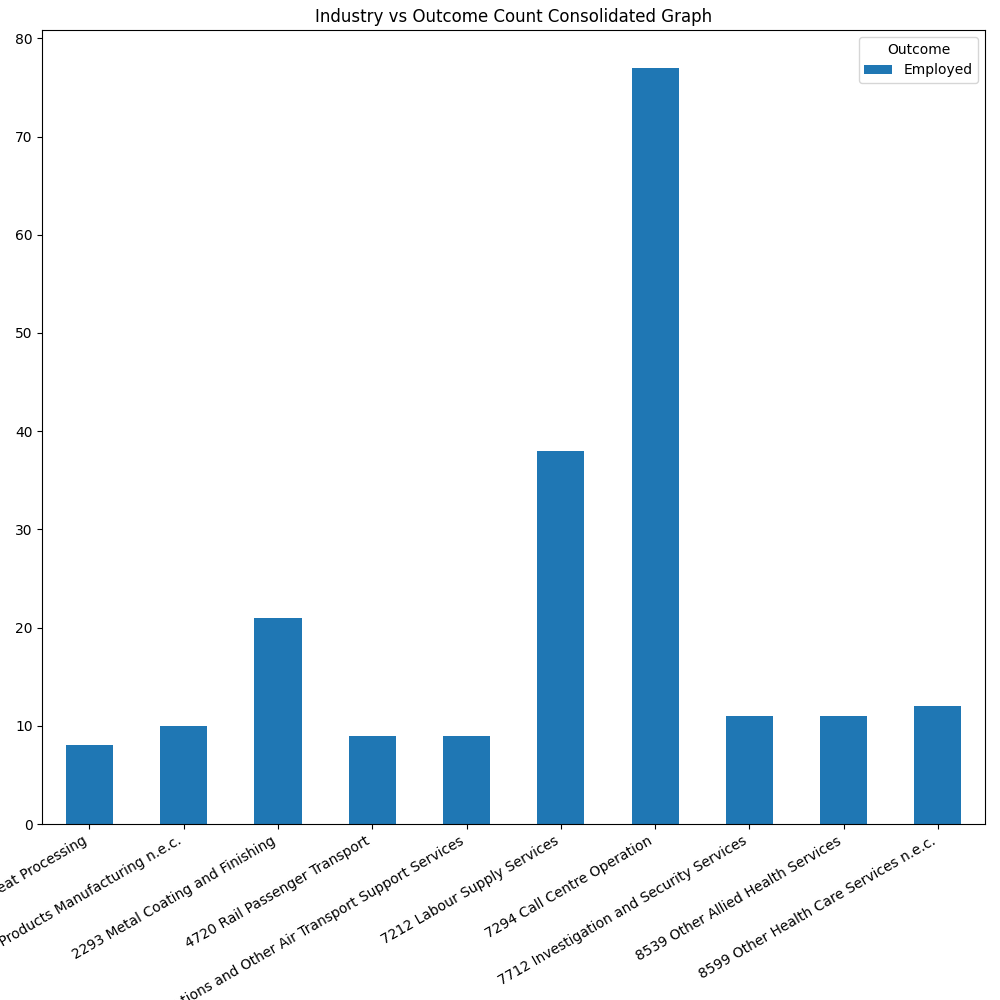 Industry vs Outcome Count Consolidated Graph
Outcome
Employed
80
70
60
50
40
30
20
10
0
Processing
Products Manufacturing n.e.c.
2293 Metal Coating and Finishing
4720 Rail Passenger Transport
and Other Air Transport Support Services
7212 Labour Supply Services
7294 Call Centre Operation
7712 Investigation and Security Services
8539 Other Allied Health Services
8599 Other Health Care Services n.e.c.